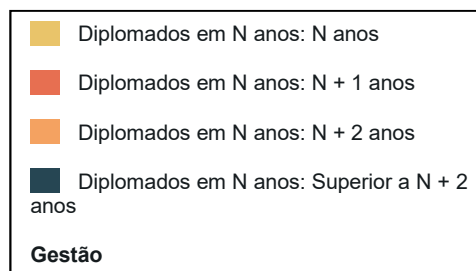 Diplomados em N anos: N anos
Diplomados em N anos: N + 1 anos
Diplomados em N anos: N + 2 anos
Diplomados em N anos: Superior a N + 2
anos
Gestão